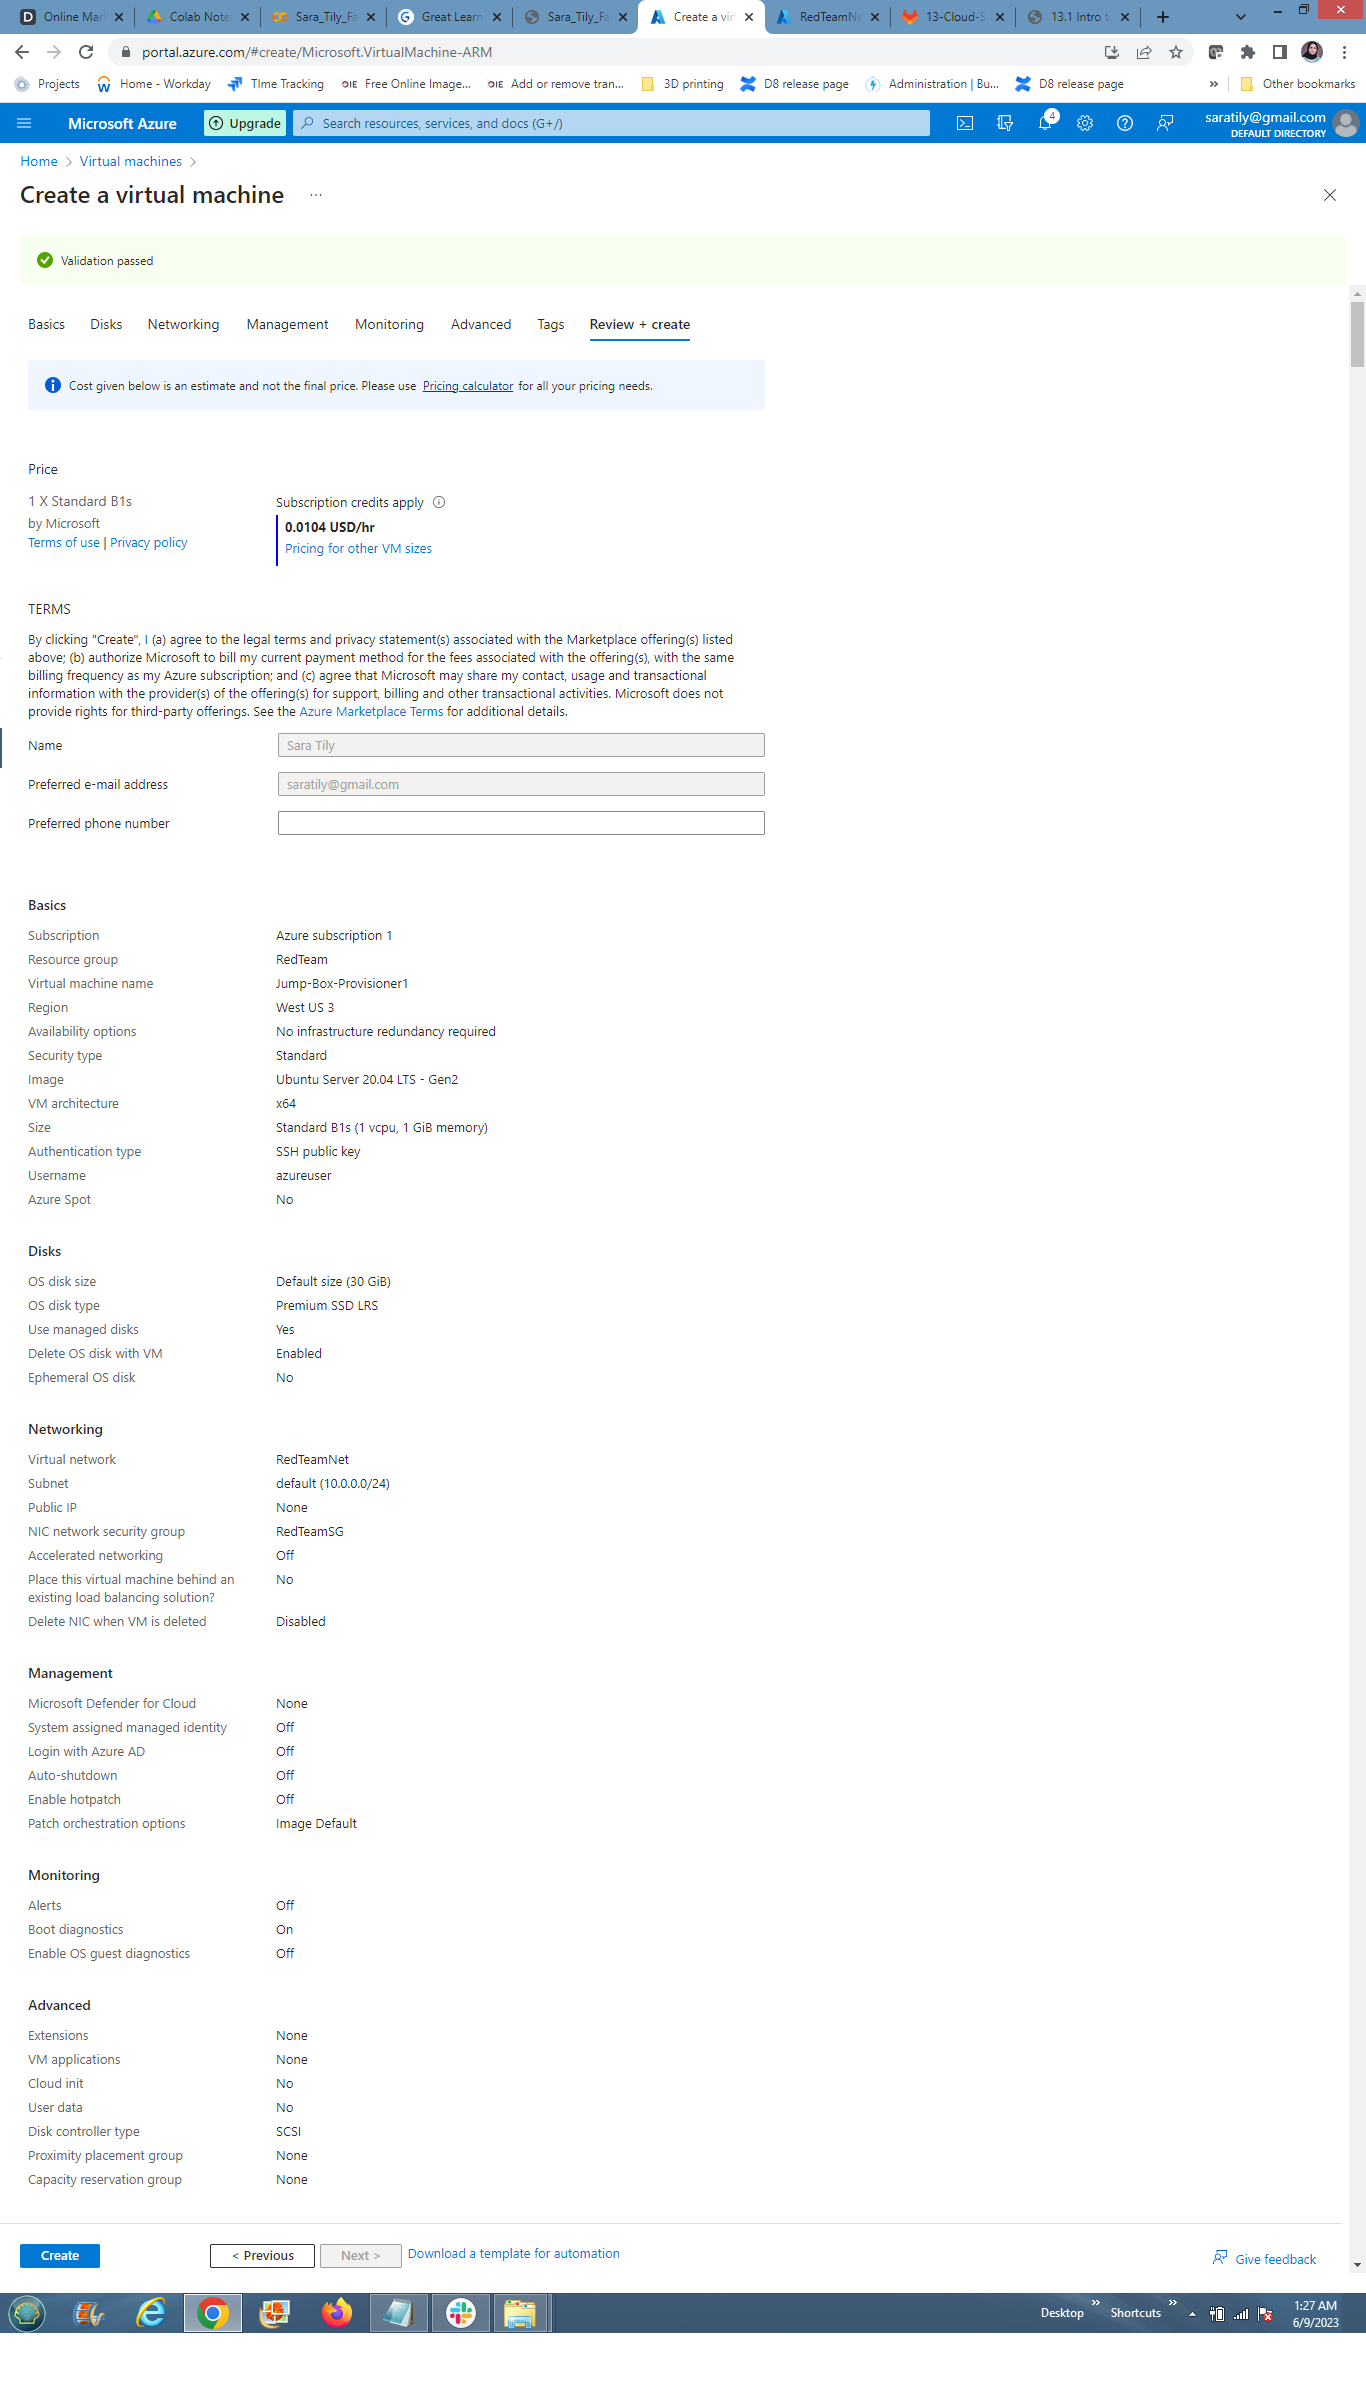 Online Mar
Colab Note
Sara_Tily_Fa
Great Learn
Sara_Tily_Fa
Create a vir
RedTeamNe
13-Cloud-S
13.1 Intro t
portal.azure.com/#create/Microsoft.VirtualMachine-ARM
Projects
Home - Workday
TIme Tracking
OIE Free Online Image...
OIE Add or remove tran...
3D printing
D8 release page
Administration | Bu...
D8 release page
» Other bookmarks
Microsoft Azure
Upgrade
Search resources, services, and docs (G+/)
4
saratily@gmail.com
DEFAULT DIRECTORY
Home > Virtual machines >
Create a virtual machine ...
Validation passed
Basics Disks Networking Management Monitoring Advanced Tags Review + create
Cost given below is an estimate and not the final price. Please use Pricing calculator for all your pricing needs.
Price
1 X Standard B1s
by Microsoft
Terms of use | Privacy policy
Subscription credits apply
0.0104 USD/hr
Pricing for other VM sizes
TERMS
By clicking "Create", I (a) agree to the legal terms and privacy statement(s) associated with the Marketplace offering(s) listed
above; (b) authorize Microsoft to bill my current payment method for the fees associated with the offering(s), with the same
billing frequency as my Azure subscription; and (c) agree that Microsoft may share my contact, usage and transactional
information with the provider(s) of the offering(s) for support, billing and other transactional activities. Microsoft does not
provide rights for third-party offerings. See the Azure Marketplace Terms for additional details.
Name Sara Tily
Preferred e-mail address saratily@gmail.com
Preferred phone number
Basics
Subscription Azure subscription 1
Resource group RedTeam
Virtual machine name Jump-Box-Provisioner1
Region West US 3
Availability options No infrastructure redundancy required
Security type Standard
Image Ubuntu Server 20.04 LTS - Gen2
VM architecture x64
Size Standard B1s (1 vcpu, 1 GiB memory)
Authentication type SSH public key
Username azureuser
Azure Spot No
Disks
OS disk size Default size (30 GiB)
OS disk type Premium SSD LRS
Use managed disks Yes
Delete OS disk with VM Enabled
Ephemeral OS disk No
Networking
Virtual network RedTeamNet
Subnet default (10.0.0.0/24)
Public IP None
NIC network security group RedTeamSG
Accelerated networking Off
Place this virtual machine behind an No
existing load balancing solution?
Delete NIC when VM is deleted Disabled
Management
Microsoft Defender for Cloud None
System assigned managed identity Off
Login with Azure AD Off
Auto-shutdown Off
Enable hotpatch Off
Patch orchestration options Image Default
Monitoring
Alerts Off
Boot diagnostics On
Enable OS guest diagnostics Off
Advanced
Extensions None
VM applications None
Cloud init No
User data No
Disk controller type SCSI
Proximity placement group None
Capacity reservation group None
Create
< Previous
Next >
Download a template for automation
Give feedback
Desktop » Shortcuts »
1:27 AM
6/9/2023